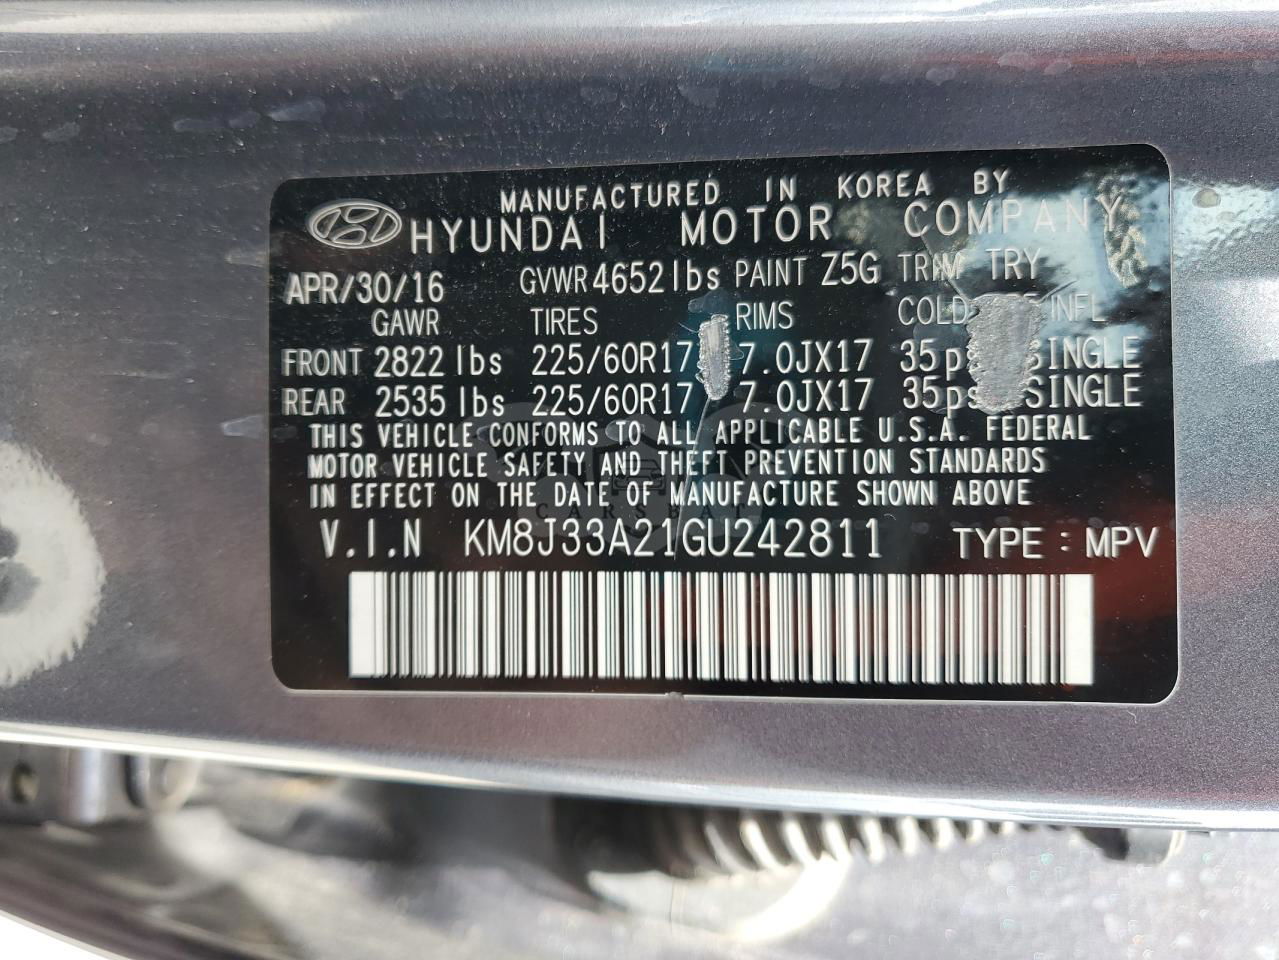 MANUFACTURED IN KOREA BY
HYUNDAI MOTOR COMPANY
APR/30/16 GVWR 4652 lbs PAINT Z5G TRIM TRY
GAWR TIRES RIMS COLD INFL
FRONT 2822 lbs 225/60R17 7.0JX17 35 SINGLE
REAR 2535 lbs 225/60R17 7.0JX17 35 SINGLE
THIS VEHICLE CONFORMS TO ALL APPLICABLE U.S.A. FEDERAL
MOTOR VEHICLE SAFETY AND THEFT PREVENTION STANDARDS
IN EFFECT ON THE DATE OF MANUFACTURE SHOWN ABOVE
V.I.N KM8J33A21GU242811 TYPE : MPV